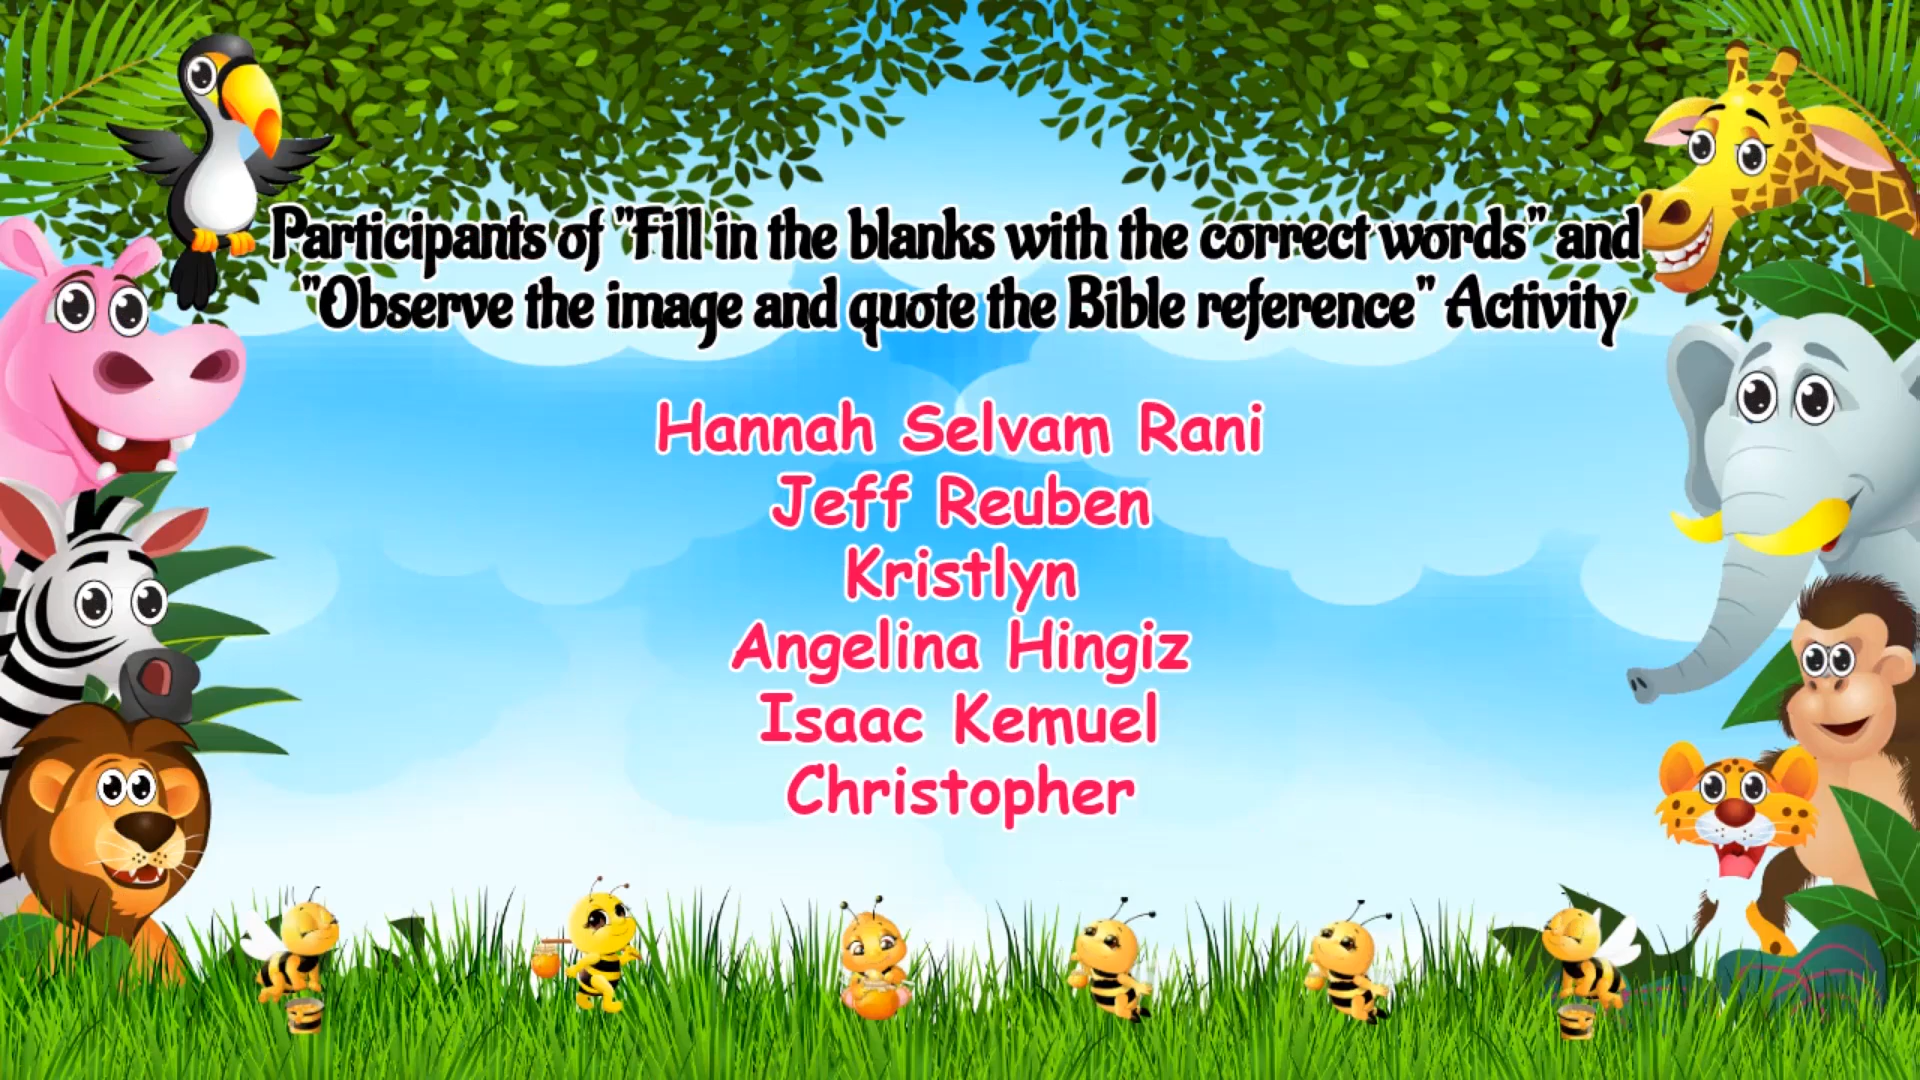 Participants of "Fill in the blanks with the correct words" and
"Observe the image and quote the Bible reference" Activity
Hannah Selvam Rani
Jeff Reuben
Kristlyn
Angelina Hingiz
Isaac Kemuel
Christopher